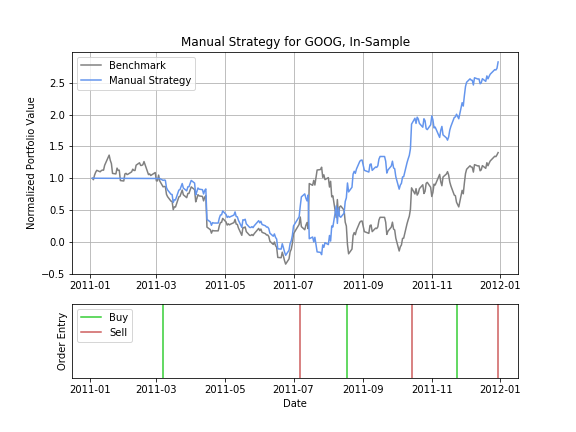 Manual Strategy for GOOG, In-Sample
Normalized Portfolio Value
Benchmark
Manual Strategy
2.5
2.0
1.5
1.0
0.5
0.0
−0.5
2011-01 2011-03 2011-05 2011-07 2011-09 2011-11 2012-01
Order Entry
Buy
Sell
2011-01 2011-03 2011-05 2011-07 2011-09 2011-11 2012-01
Date